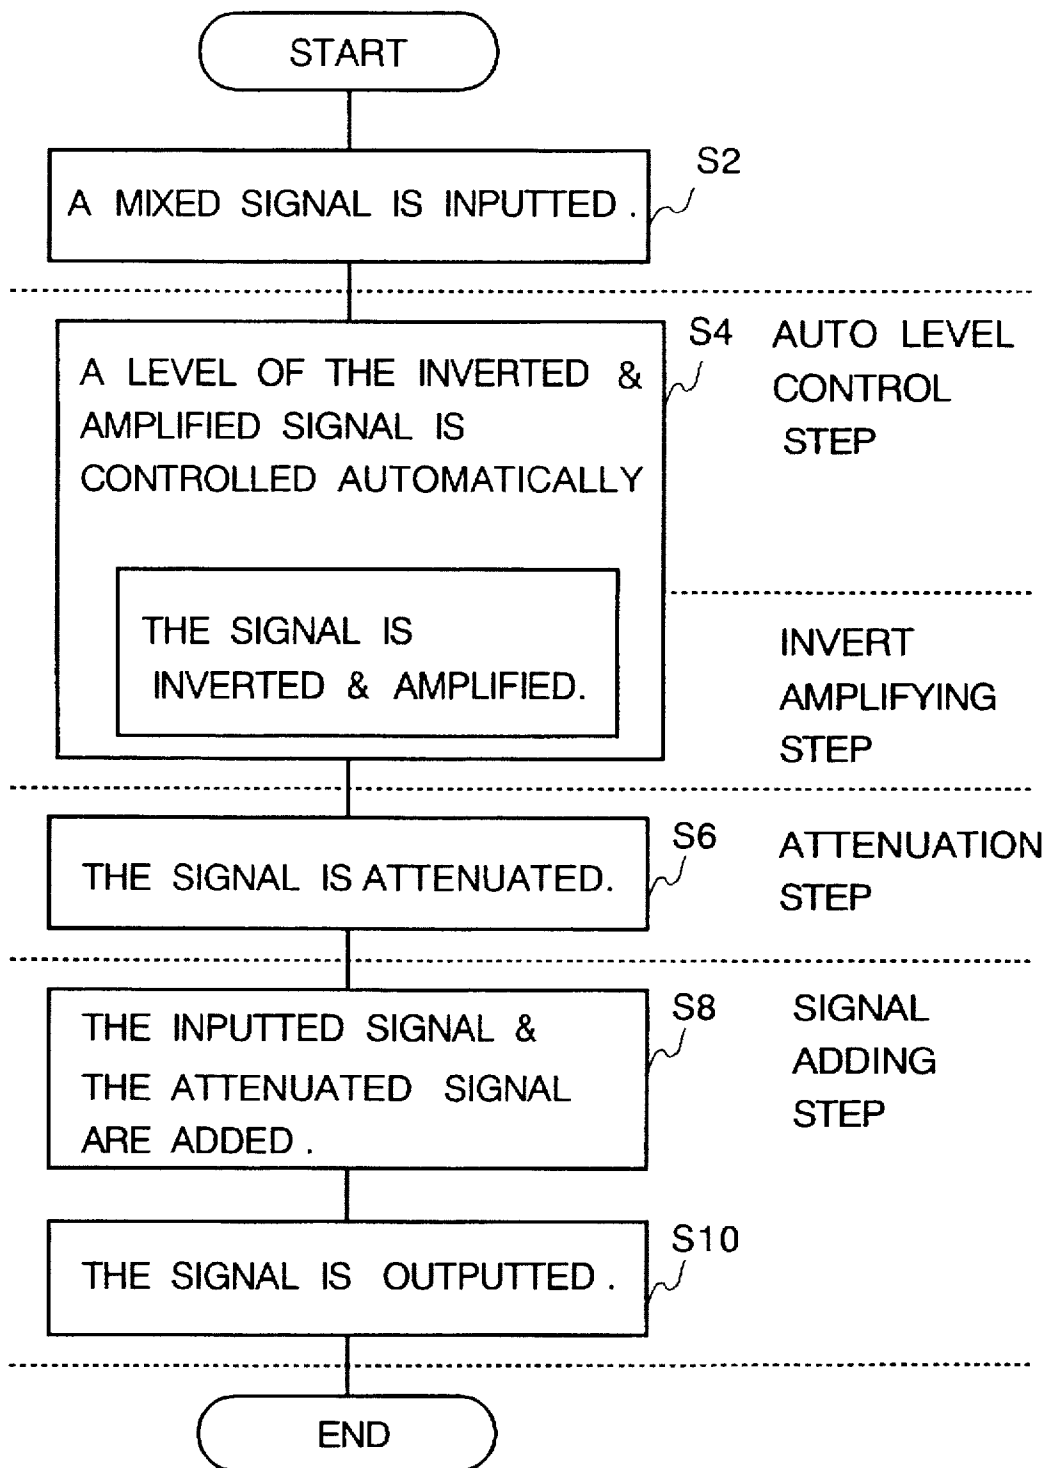 START
A MIXED SIGNAL IS INPUTTED.
S2
A LEVEL OF THE INVERTED &
AMPLIFIED SIGNAL IS
CONTROLLED AUTOMATICALLY
S4
AUTO LEVEL
CONTROL
STEP
THE SIGNAL IS
INVERTED & AMPLIFIED.
INVERT
AMPLIFYING
STEP
THE SIGNAL IS ATTENUATED.
S6
ATTENUATION
STEP
THE INPUTTED SIGNAL &
THE ATTENUATED SIGNAL
ARE ADDED.
S8
SIGNAL
ADDING
STEP
THE SIGNAL IS OUTPUTTED.
S10
END